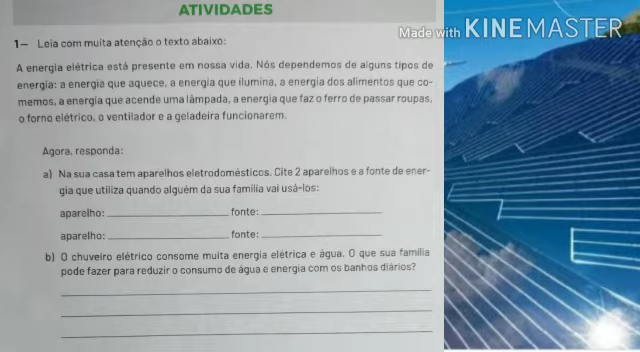 ATIVIDADES
Made with KINEMASTER
1- Leia com muita atenção o texto abaixo:
A energia elétrica está presente em nossa vida. Nós dependemos de alguns tipos de
energia: a energia que aquece, a energia que ilumina, a energia dos alimentos que co-
memos, a energia que acende uma lâmpada, a energia que faz o ferro de passar roupas,
o forno elétrico, o ventilador e a geladeira funcionarem.
Agora, responda:
a) Na sua casa tem aparelhos eletrodomésticos. Cite 2 aparelhos e a fonte de ener-
gia que utiliza quando alguém da sua família vai usá-los:
aparelho: fonte:
aparelho: fonte:
b) O chuveiro elétrico consome muita energia elétrica e água. O que sua família
pode fazer para reduzir o consumo de água e energia com os banhos diários?